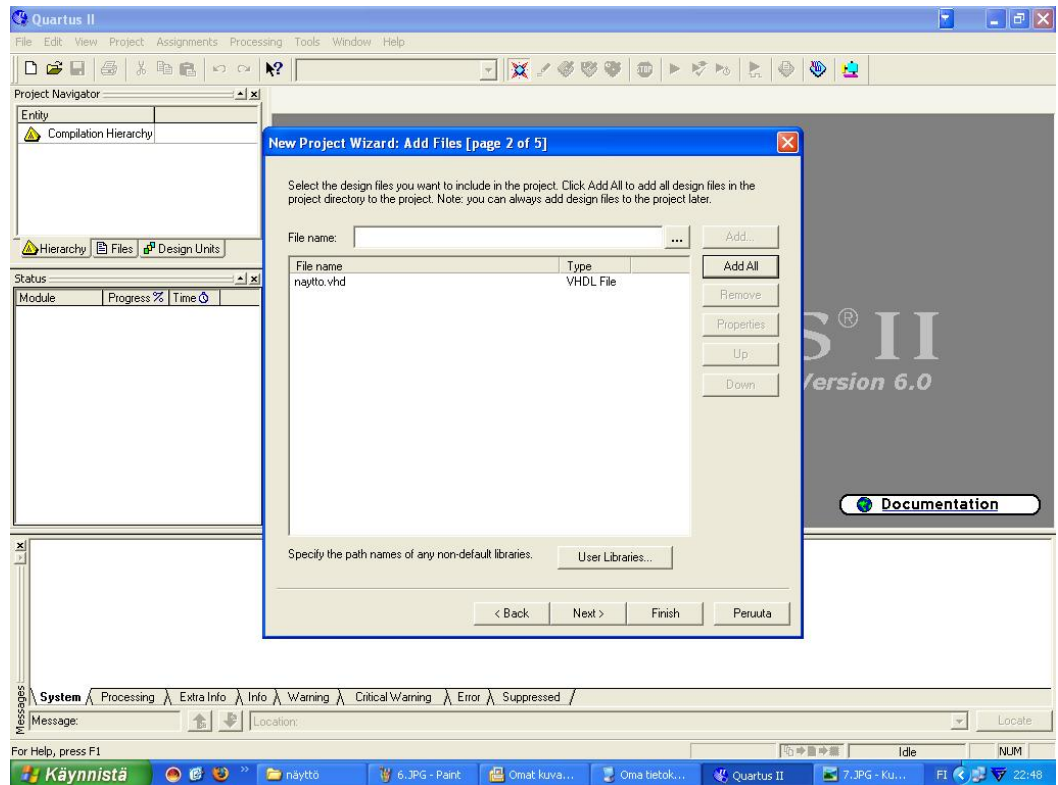 Quartus II
File Edit View Project Assignments Processing Tools Window Help
Project Navigator
Entity
Compilation Hierarchy
Hierarchy Files Design Units
Status
Module Progress % Time
New Project Wizard: Add Files [page 2 of 5]
Select the design files you want to include in the project. Click Add All to add all design files in the
project directory to the project. Note: you can always add design files to the project later.
File name: ... Add...
File name Type Add All
naytto.vhd VHDL File
Remove
Properties
Up
Down
S® II
Version 6.0
Documentation
Specify the path names of any non-default libraries. User Libraries...
< Back Next > Finish Peruuta
Messages
System Processing Extra Info Info Warning Critical Warning Error Suppressed
Message: Location: Locate
For Help, press F1 Idle NUM
Käynnistä » näyttö 6.JPG - Paint Omat kuva... Oma tietok... Quartus II 7.JPG - Ku... FI 22:48